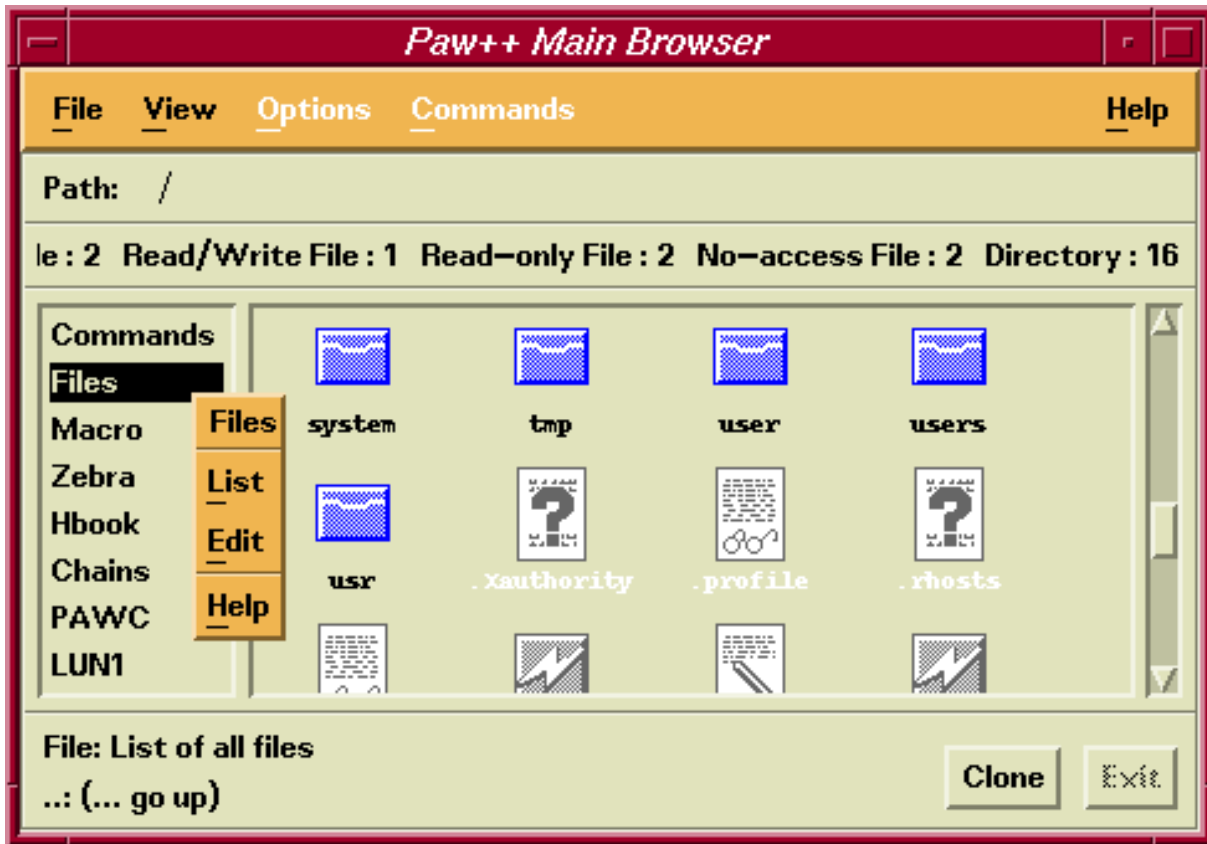 Paw++ Main Browser
File View Options Commands Help
Path: /
le : 2 Read/Write File : 1 Read-only File : 2 No-access File : 2 Directory : 16
Commands
Files
Macro
Zebra
Hbook
Chains
PAWC
LUN1
Files
List
Edit
Help
system tmp user users
usr .Xauthority .profile .rhosts
File: List of all files
..: (... go up)
Clone Exit